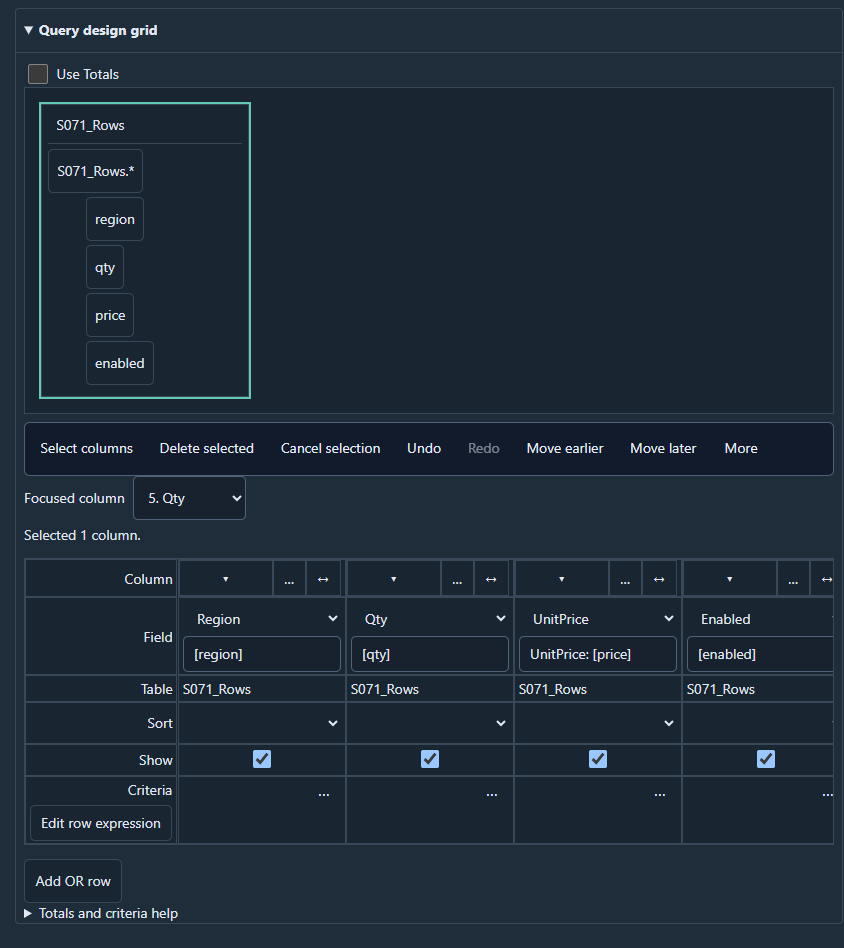 ▼ Query design grid
Use Totals
S071_Rows
S071_Rows.*
region
qty
price
enabled
Select columns Delete selected Cancel selection Undo Redo Move earlier Move later More
Focused column 5. Qty
Selected 1 column.
Column ▾ ... ↔ ▾ ... ↔ ▾ ... ↔ ▾ ... ↔
Field Region Qty UnitPrice Enabled
[region] [qty] UnitPrice: [price] [enabled]
Table S071_Rows S071_Rows S071_Rows S071_Rows
Sort
Show
Criteria ... ... ... ...
Edit row expression
Add OR row
▶ Totals and criteria help